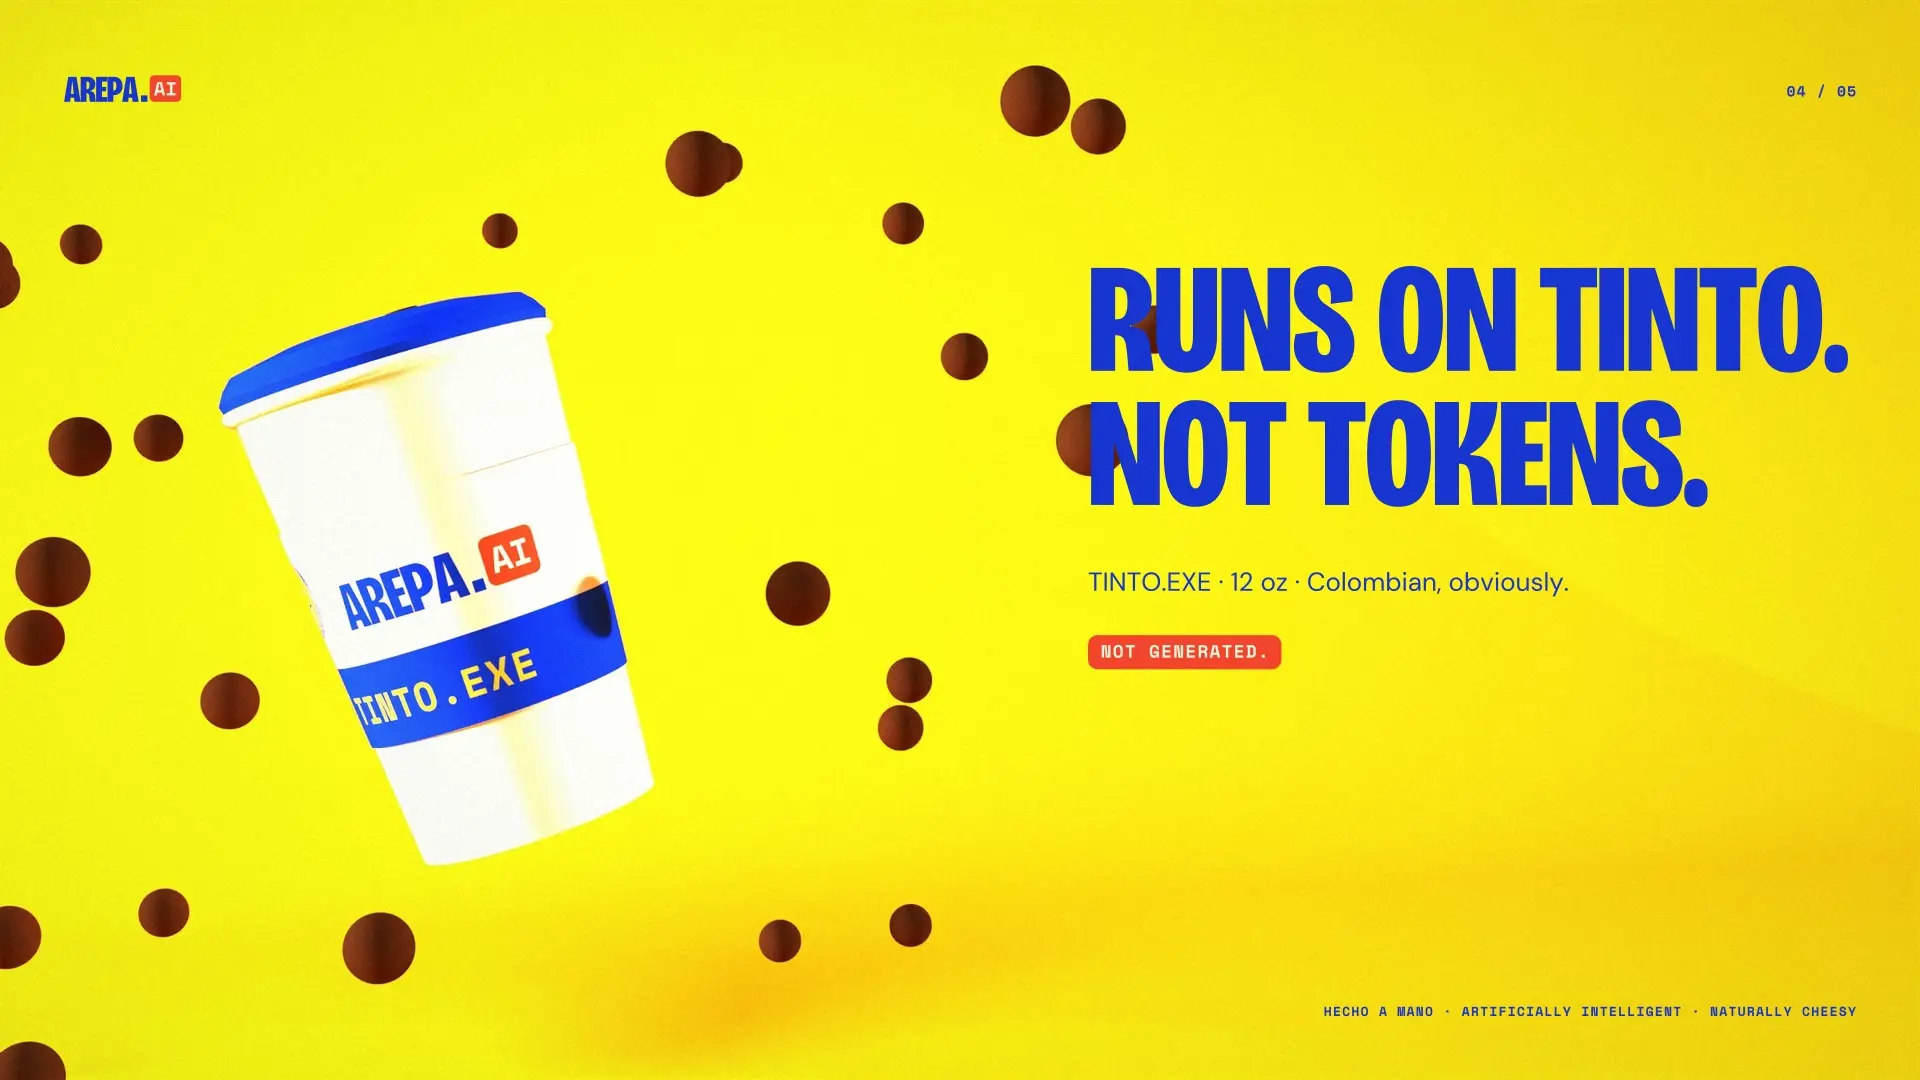 AREPA.AI
04 / 05
RUNS ON TINTO.
NOT TOKENS.
TINTO.EXE · 12 oz · Colombian, obviously.
NOT GENERATED.
AREPA.AI
TINTO.EXE
HECHO A MANO · ARTIFICIALLY INTELLIGENT · NATURALLY CHEESY